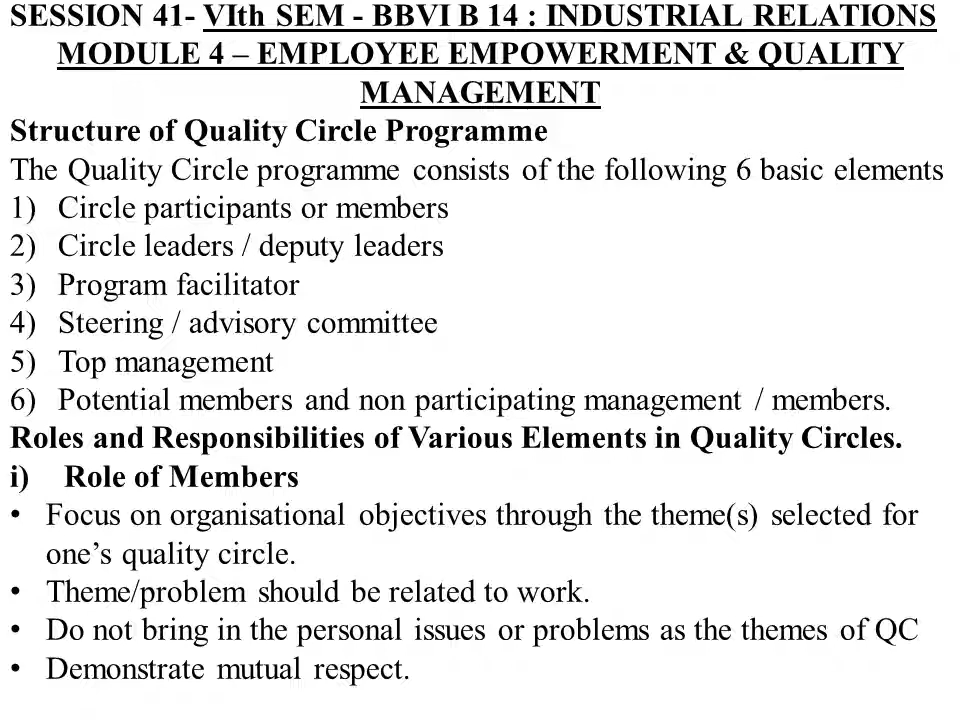 SESSION 41- VIth SEM - BBVI B 14 : INDUSTRIAL RELATIONS
MODULE 4 – EMPLOYEE EMPOWERMENT & QUALITY
MANAGEMENT
Structure of Quality Circle Programme
The Quality Circle programme consists of the following 6 basic elements
1) Circle participants or members
2) Circle leaders / deputy leaders
3) Program facilitator
4) Steering / advisory committee
5) Top management
6) Potential members and non participating management / members.
Roles and Responsibilities of Various Elements in Quality Circles.
i) Role of Members
• Focus on organisational objectives through the theme(s) selected for
one’s quality circle.
• Theme/problem should be related to work.
• Do not bring in the personal issues or problems as the themes of QC
• Demonstrate mutual respect.